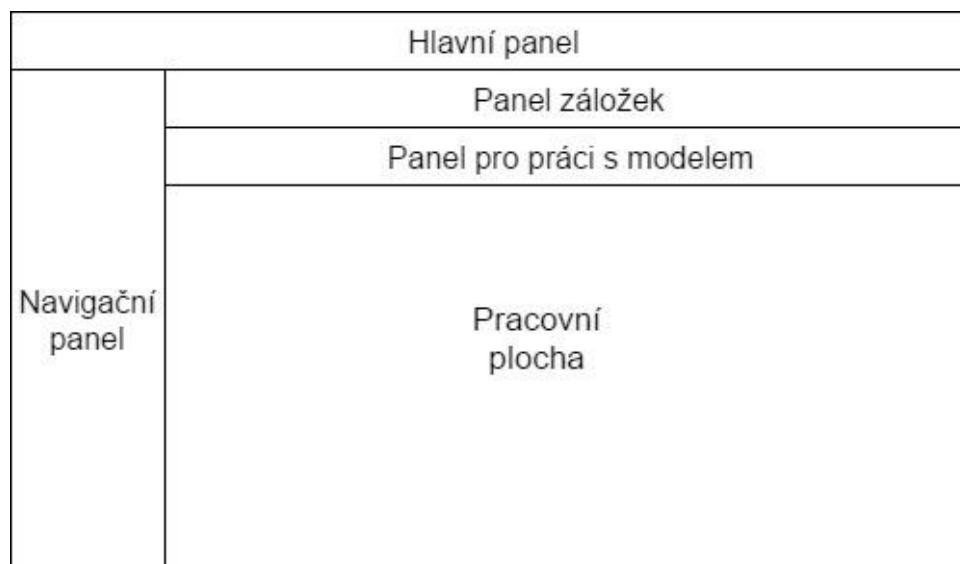 Hlavní panel
Panel záložek
Panel pro práci s modelem
Navigační
panel
Pracovní
plocha